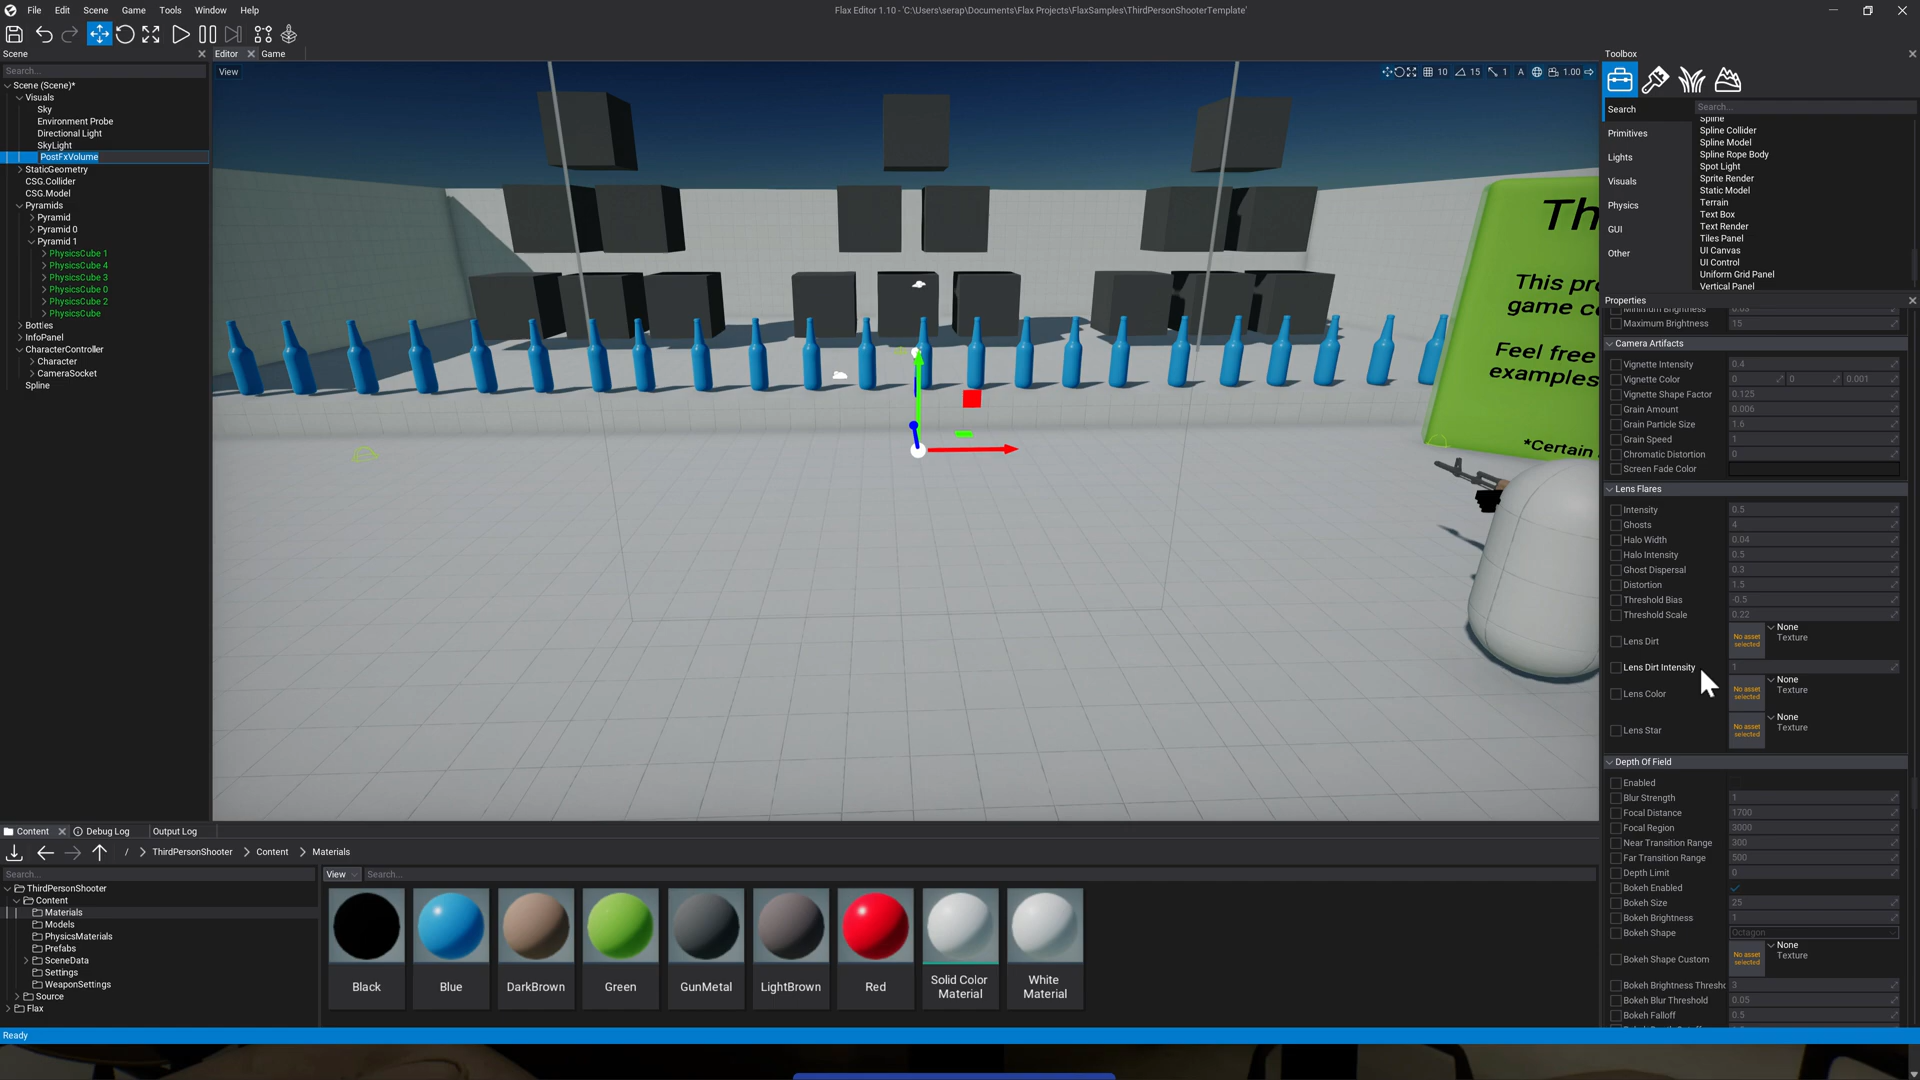 File Edit Scene Game Tools Window Help
Flax Editor 1.10 - 'C:\Users\serap\Documents\Flax Projects\FlaxSamples\ThirdPersonShooterTemplate'
Scene
Search...
Scene (Scene)*
Visuals
Sky
Environment Probe
Directional Light
SkyLight
PostFxVolume
StaticGeometry
CSG.Collider
CSG.Model
Pyramids
Pyramid
Pyramid 0
Pyramid 1
PhysicsCube 1
PhysicsCube 4
PhysicsCube 3
PhysicsCube 0
PhysicsCube 2
PhysicsCube
Bottles
InfoPanel
CharacterController
Character
CameraSocket
Spline
Editor Game
View
10 15 1 A 1.00
Th
This pr
game c
Feel free
examples
*Certain
Toolbox
Search
Primitives
Lights
Visuals
Physics
GUI
Other
Search...
Spline
Spline Collider
Spline Model
Spline Rope Body
Spot Light
Sprite Render
Static Model
Terrain
Text Box
Text Render
Tiles Panel
UI Canvas
UI Control
Uniform Grid Panel
Vertical Panel
Properties
Minimum Brightness 0.03
Maximum Brightness 15
Camera Artifacts
Vignette Intensity 0.4
Vignette Color 0 0 0.001
Vignette Shape Factor 0.125
Grain Amount 0.006
Grain Particle Size 1.6
Grain Speed 1
Chromatic Distortion 0
Screen Fade Color
Lens Flares
Intensity 0.5
Ghosts 4
Halo Width 0.04
Halo Intensity 0.5
Ghost Dispersal 0.3
Distortion 1.5
Threshold Bias -0.5
Threshold Scale 0.22
Lens Dirt No asset selected None Texture
Lens Dirt Intensity 1
Lens Color No asset selected None Texture
Lens Star No asset selected None Texture
Depth Of Field
Enabled
Blur Strength 1
Focal Distance 1700
Focal Region 3000
Near Transition Range 300
Far Transition Range 500
Depth Limit 0
Bokeh Enabled
Bokeh Size 25
Bokeh Brightness 1
Bokeh Shape Octagon
Bokeh Shape Custom No asset selected None Texture
Bokeh Brightness Thresho 3
Bokeh Blur Threshold 0.05
Bokeh Falloff 0.5
Content Debug Log Output Log
/ ThirdPersonShooter Content Materials
Search...
ThirdPersonShooter
Content
Materials
Models
PhysicsMaterials
Prefabs
SceneData
Settings
WeaponSettings
Source
Flax
View Search...
Black Blue DarkBrown Green GunMetal LightBrown Red Solid Color Material White Material
Ready